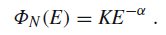 Φ_N(E) = KE^{−α} .